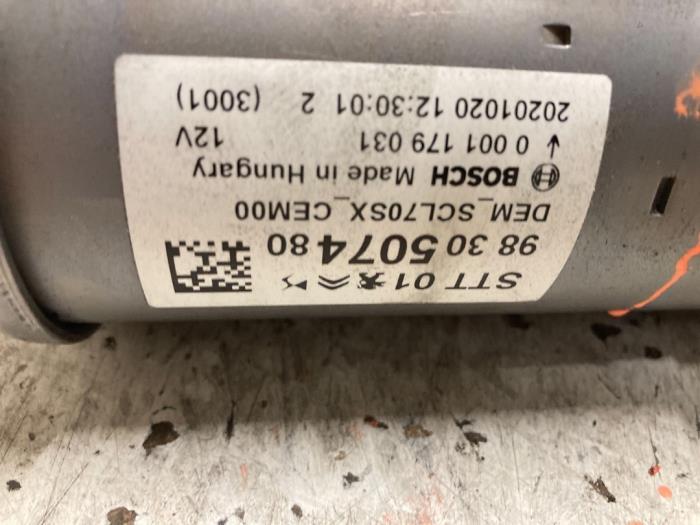 STT 01
98 30 5074 80
DEM_SCL70SX_CEM00
BOSCH Made in Hungary
0 001 179 031 12V
20201020 12:30:01 2 (3001)